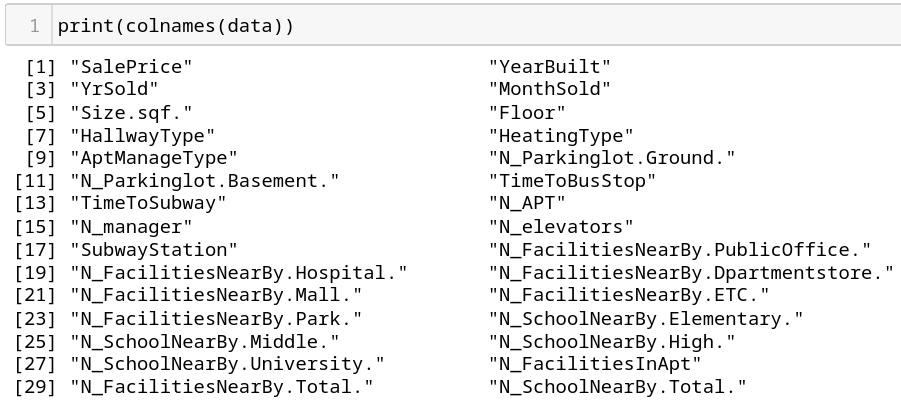 1 print(colnames(data))
[1] "SalePrice" "YearBuilt"
[3] "YrSold" "MonthSold"
[5] "Size.sqf." "Floor"
[7] "HallwayType" "HeatingType"
[9] "AptManageType" "N_Parkinglot.Ground."
[11] "N_Parkinglot.Basement." "TimeToBusStop"
[13] "TimeToSubway" "N_APT"
[15] "N_manager" "N_elevators"
[17] "SubwayStation" "N_FacilitiesNearBy.PublicOffice."
[19] "N_FacilitiesNearBy.Hospital." "N_FacilitiesNearBy.Dpartmentstore."
[21] "N_FacilitiesNearBy.Mall." "N_FacilitiesNearBy.ETC."
[23] "N_FacilitiesNearBy.Park." "N_SchoolNearBy.Elementary."
[25] "N_SchoolNearBy.Middle." "N_SchoolNearBy.High."
[27] "N_SchoolNearBy.University." "N_FacilitiesInApt"
[29] "N_FacilitiesNearBy.Total." "N_SchoolNearBy.Total."